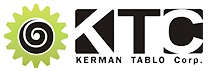 KTC
KERMAN TABLO Corp.